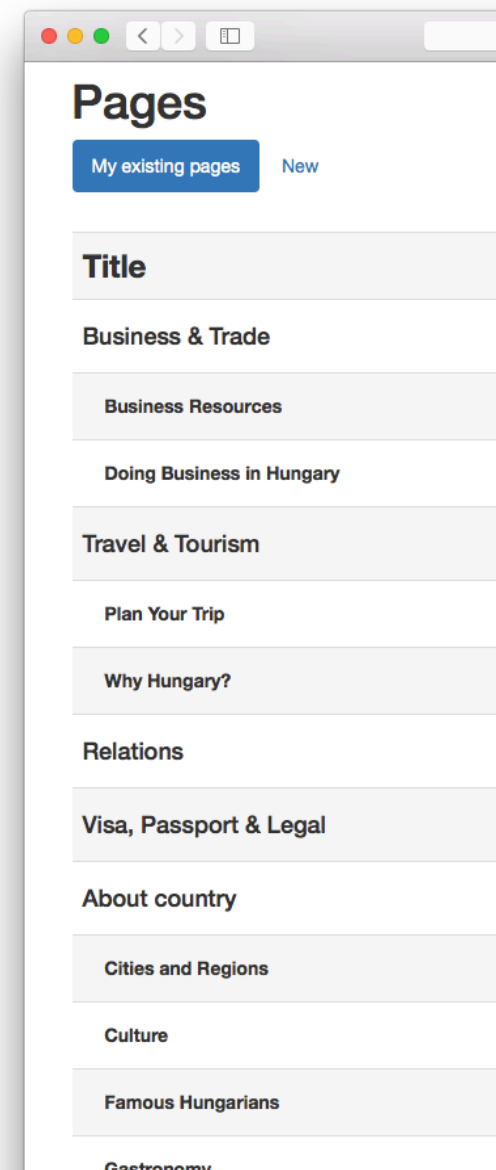 Pages
My existing pages New
Title
Business & Trade
Business Resources
Doing Business in Hungary
Travel & Tourism
Plan Your Trip
Why Hungary?
Relations
Visa, Passport & Legal
About country
Cities and Regions
Culture
Famous Hungarians
Gastronomy